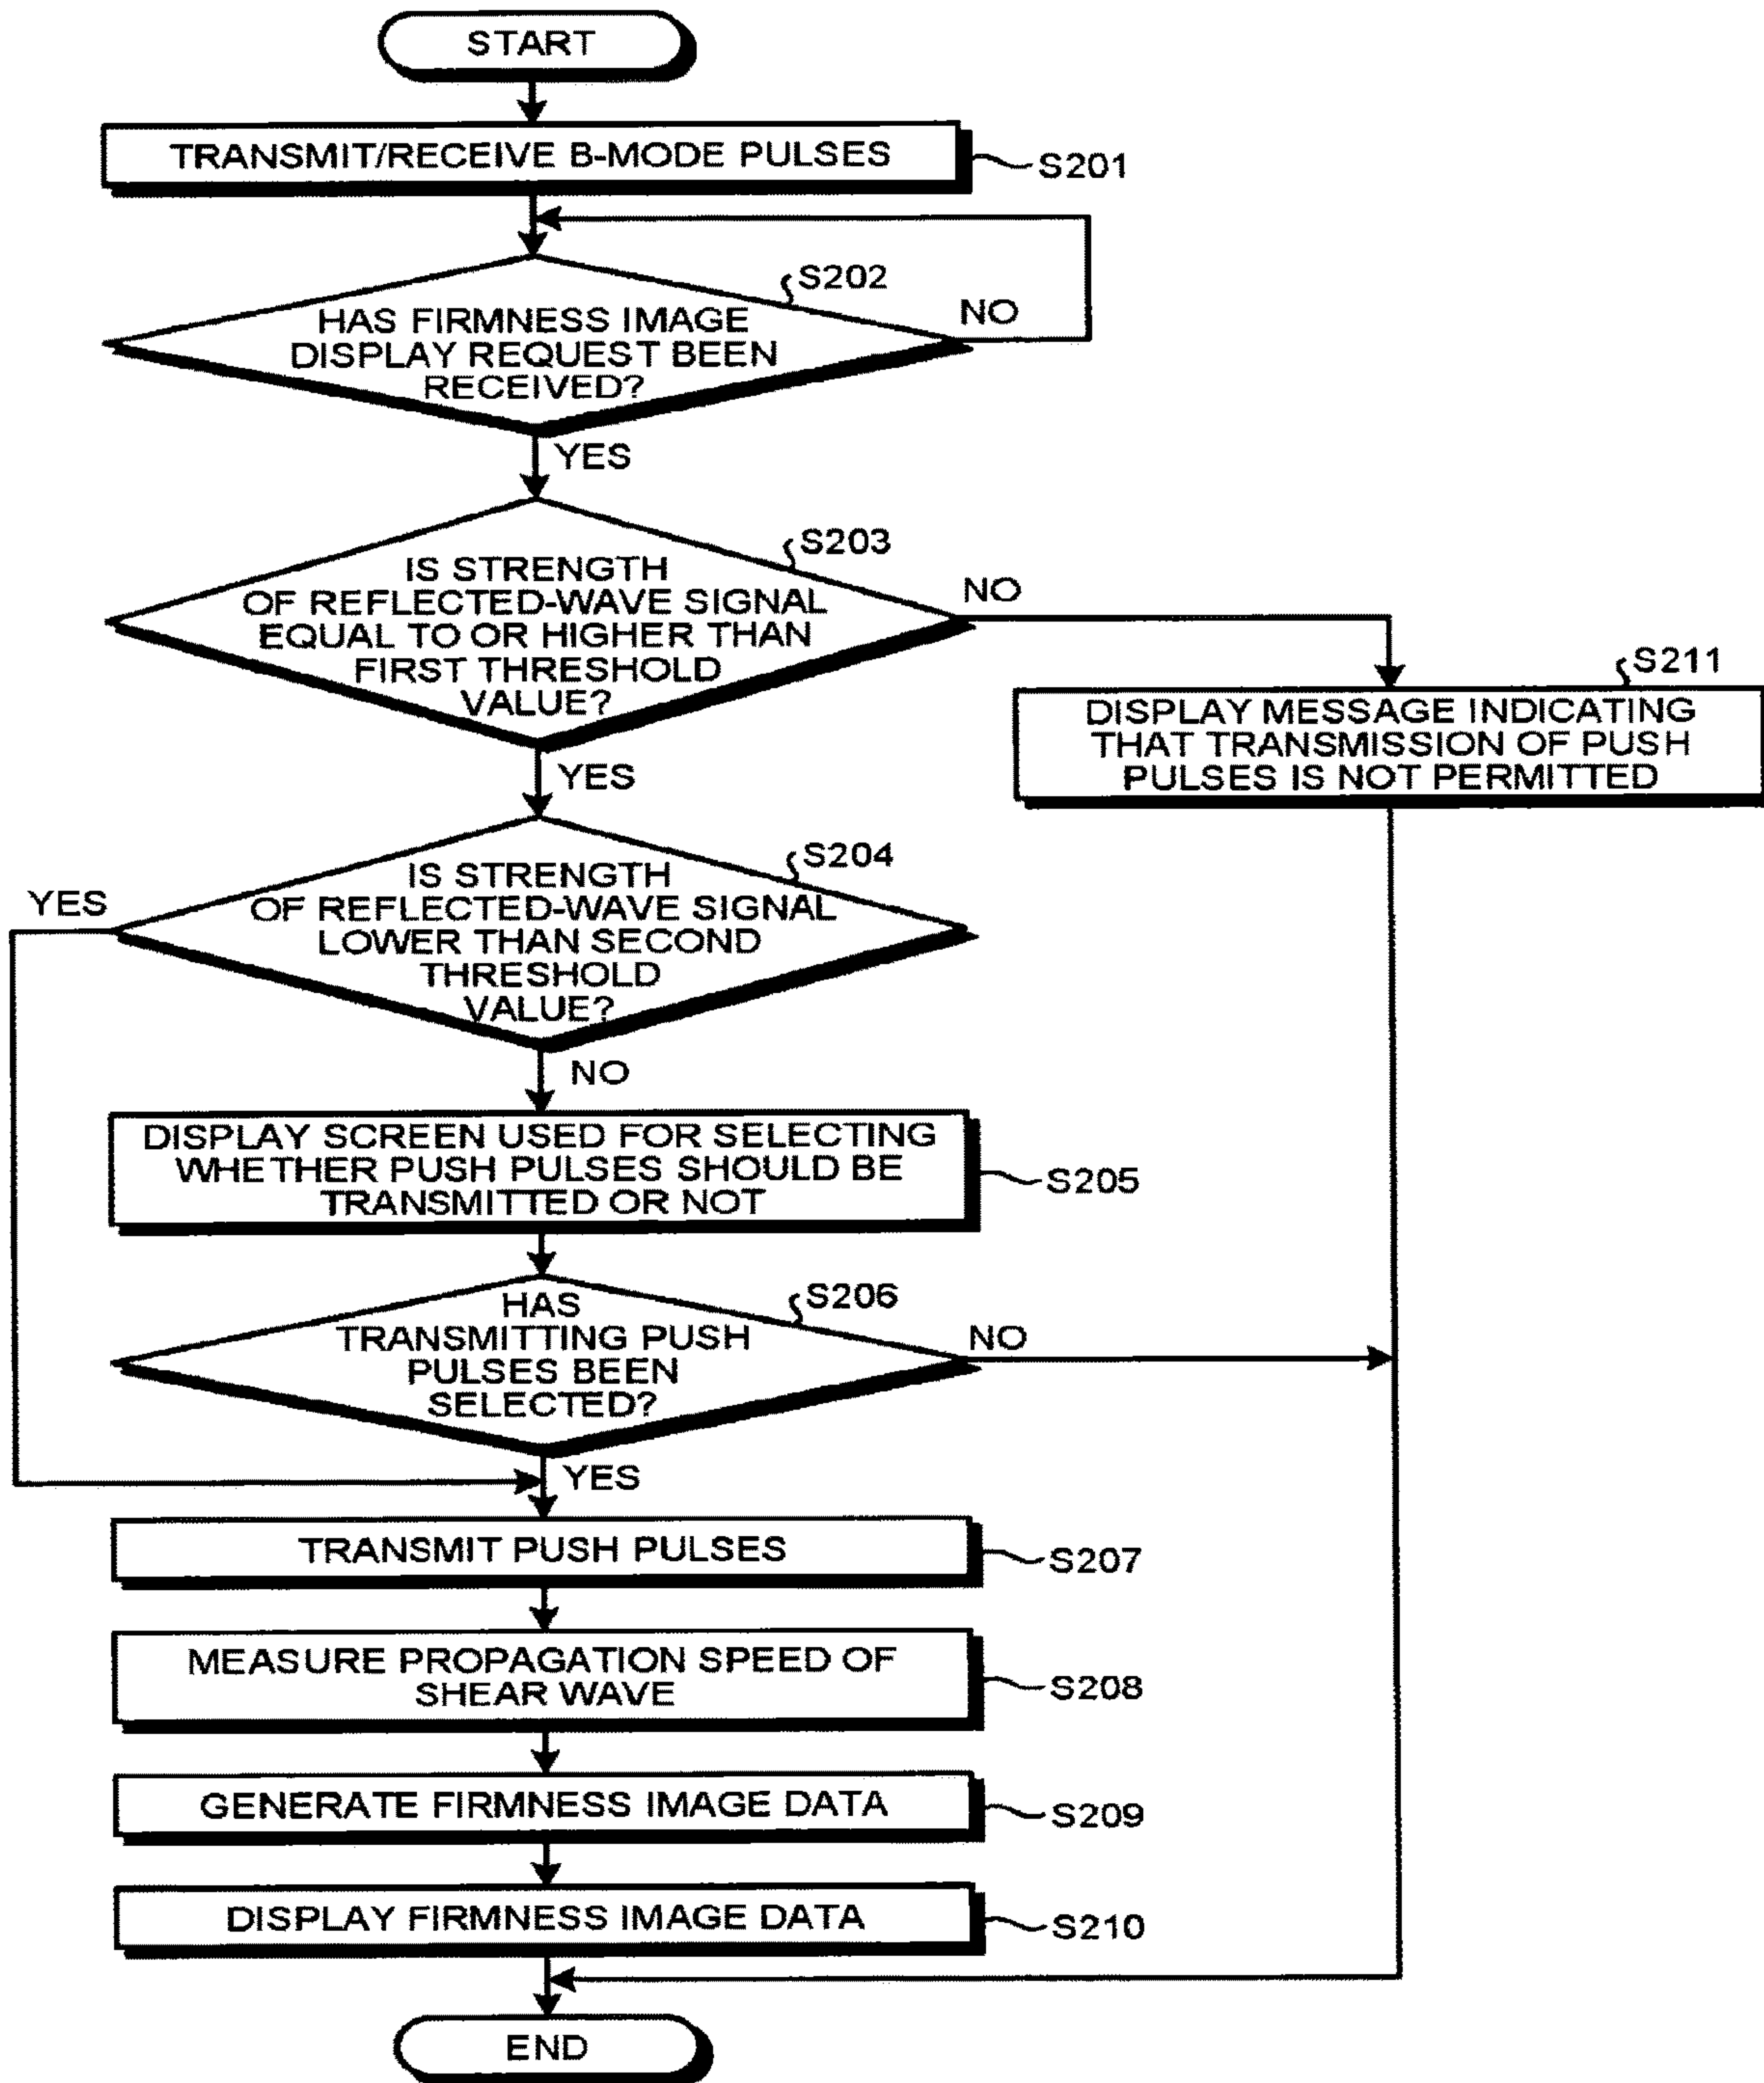 START
TRANSMIT/RECEIVE B-MODE PULSES
S201
S202
HAS FIRMNESS IMAGE
DISPLAY REQUEST BEEN
RECEIVED?
NO
YES
S203
IS STRENGTH
OF REFLECTED-WAVE SIGNAL
EQUAL TO OR HIGHER THAN
FIRST THRESHOLD
VALUE?
NO
S211
DISPLAY MESSAGE INDICATING
THAT TRANSMISSION OF PUSH
PULSES IS NOT PERMITTED
YES
S204
IS STRENGTH
OF REFLECTED-WAVE SIGNAL
LOWER THAN SECOND
THRESHOLD
VALUE?
YES
NO
DISPLAY SCREEN USED FOR SELECTING
WHETHER PUSH PULSES SHOULD BE
TRANSMITTED OR NOT
S205
S206
HAS
TRANSMITTING PUSH
PULSES BEEN
SELECTED?
NO
YES
TRANSMIT PUSH PULSES
S207
MEASURE PROPAGATION SPEED OF
SHEAR WAVE
S208
GENERATE FIRMNESS IMAGE DATA
S209
DISPLAY FIRMNESS IMAGE DATA
S210
END